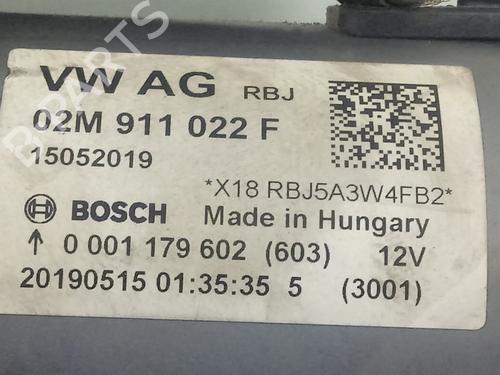 VW AG RBJ
02M 911 022 F
15052019
*X18 RBJ5A3W4FB2*
BOSCH Made in Hungary
↑ 0 001 179 602 (603) 12V
20190515 01:35:35 5 (3001)
B-PARTS